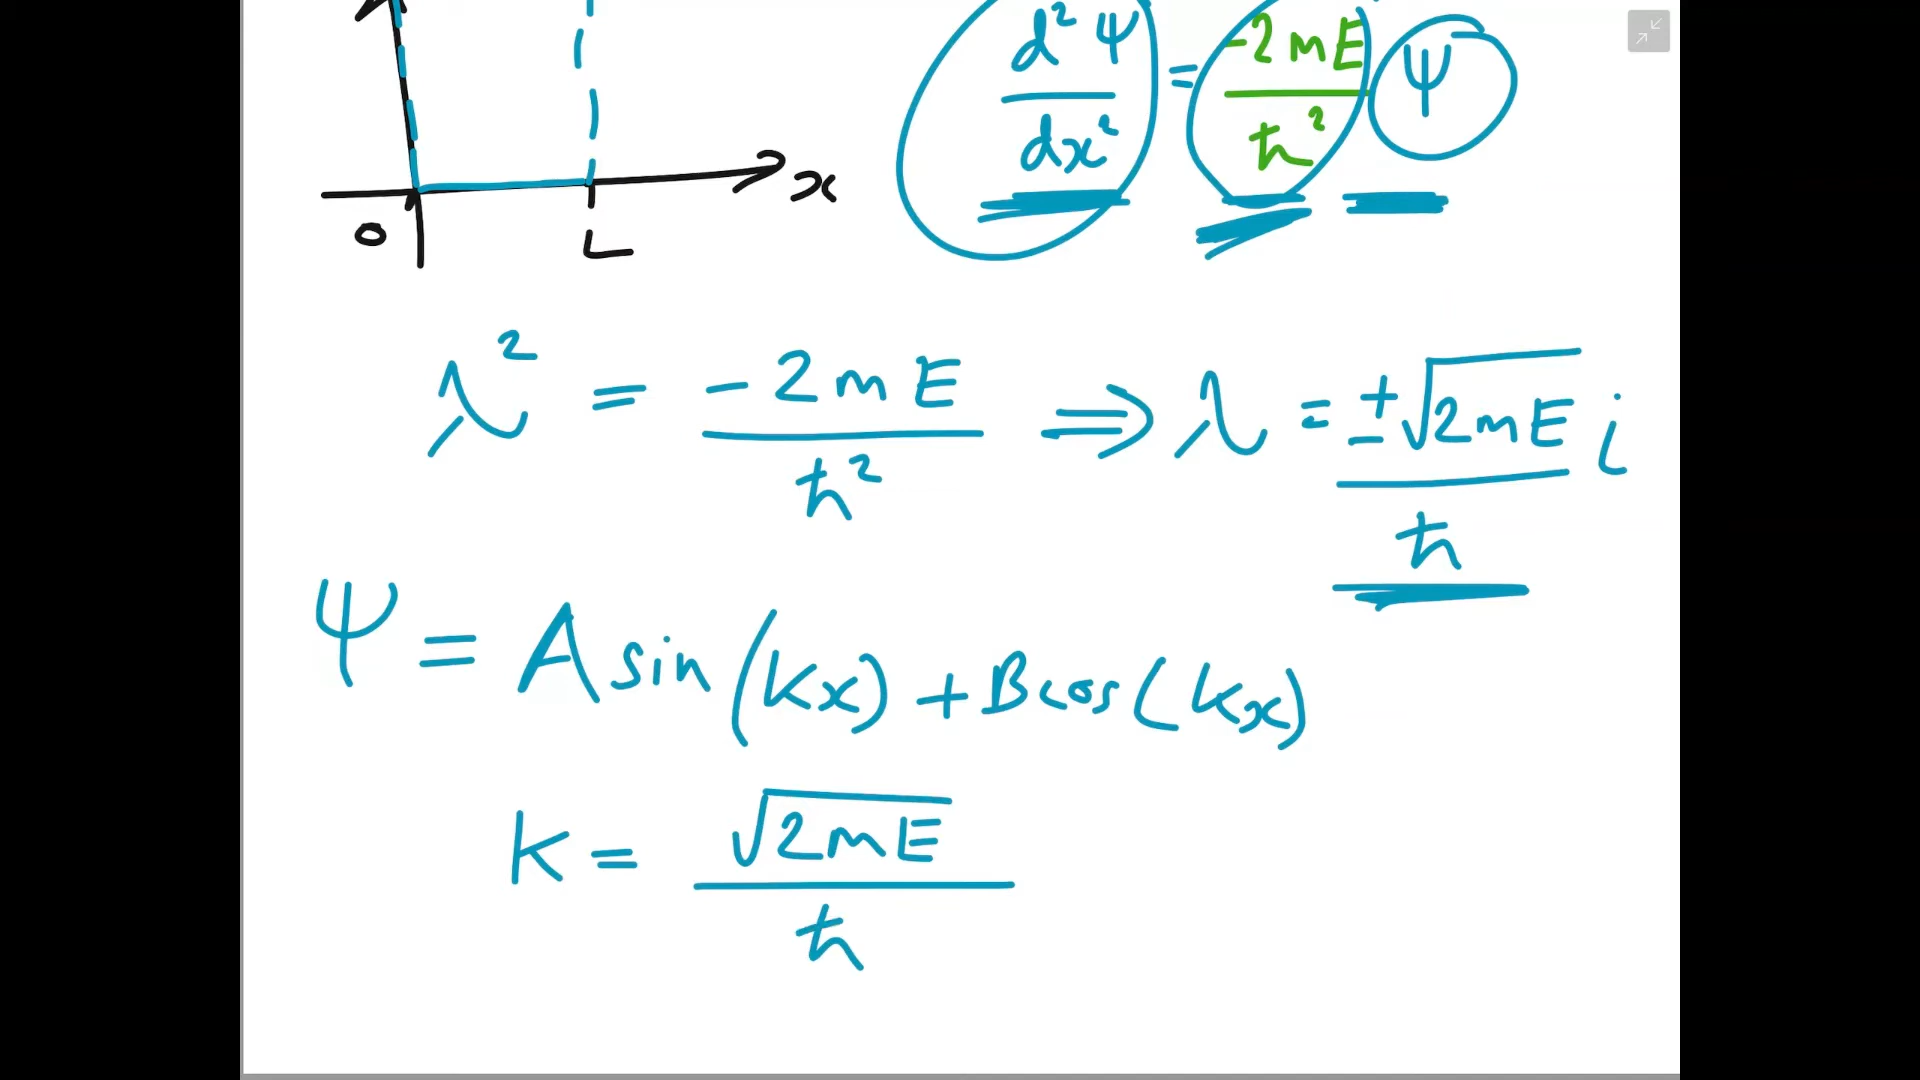 d²Ψ/dx² = -2mE/ħ² Ψ
x
0 L
λ² = -2mE/ħ² ⇒ λ = ±√2mE/ħ i
Ψ = A sin(kx) + B cos(kx)
k = √2mE/ħ